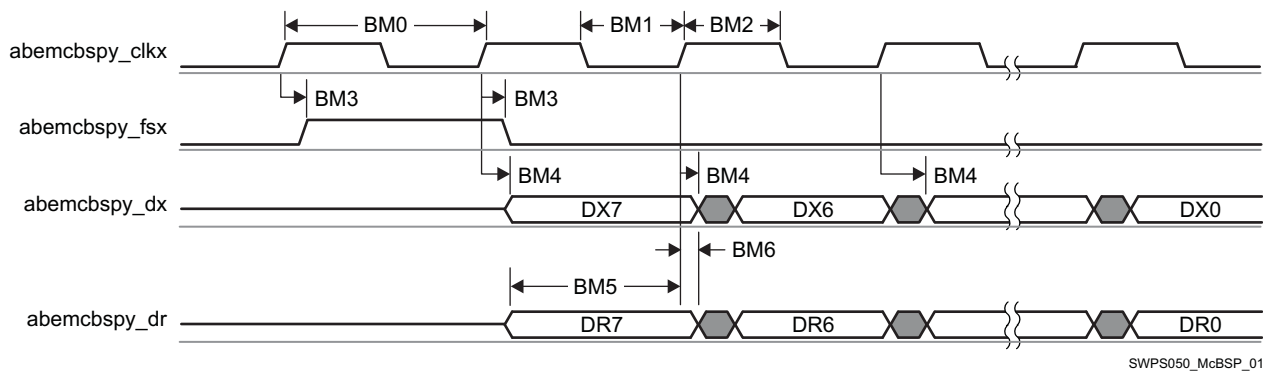 BM0
BM1
BM2
abemcbspy_clkx
BM3
BM3
abemcbspy_fsx
BM4
BM4
BM4
abemcbspy_dx
DX7
DX6
DX0
BM6
BM5
abemcbspy_dr
DR7
DR6
DR0
SWPS050_McBSP_01